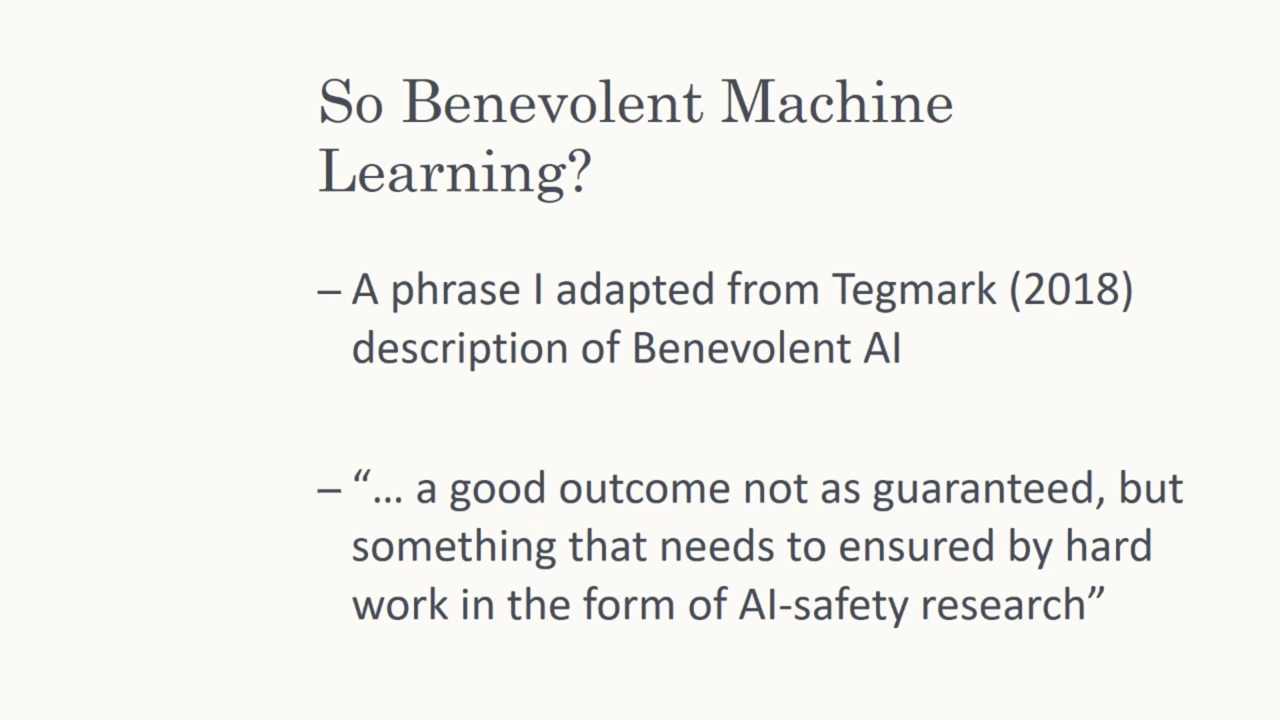 So Benevolent Machine
Learning?
– A phrase I adapted from Tegmark (2018)
description of Benevolent AI
– “... a good outcome not as guaranteed, but
something that needs to ensured by hard
work in the form of AI-safety research”